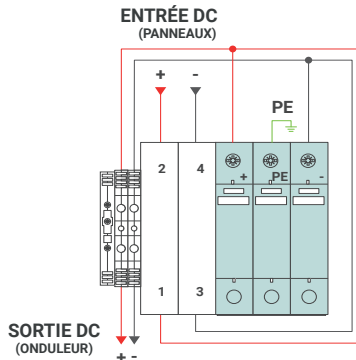 ENTRÉE DC
(PANNEAUX)
+ -
PE
2 4
+ PE -
1 3
SORTIE DC
(ONDULEUR)
+ -